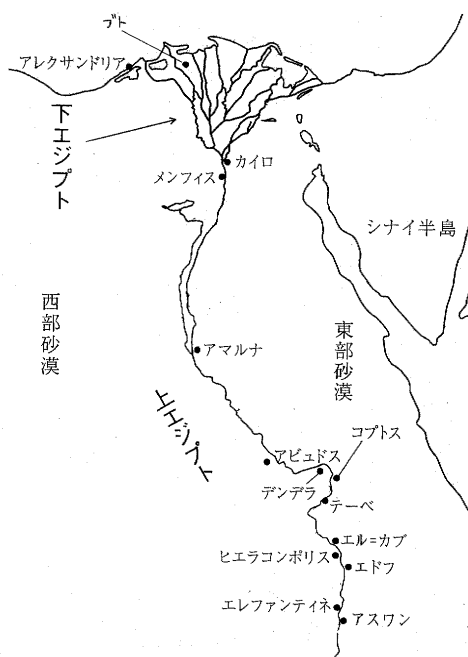 ブト
アレクサンドリア
下エジプト
カイロ
メンフィス
シナイ半島
西部砂漠
東部砂漠
アマルナ
上エジプト
コプトス
アビュドス
デンデラ
テーベ
エル=カブ
ヒエラコンポリス
エドフ
エレファンティネ
アスワン